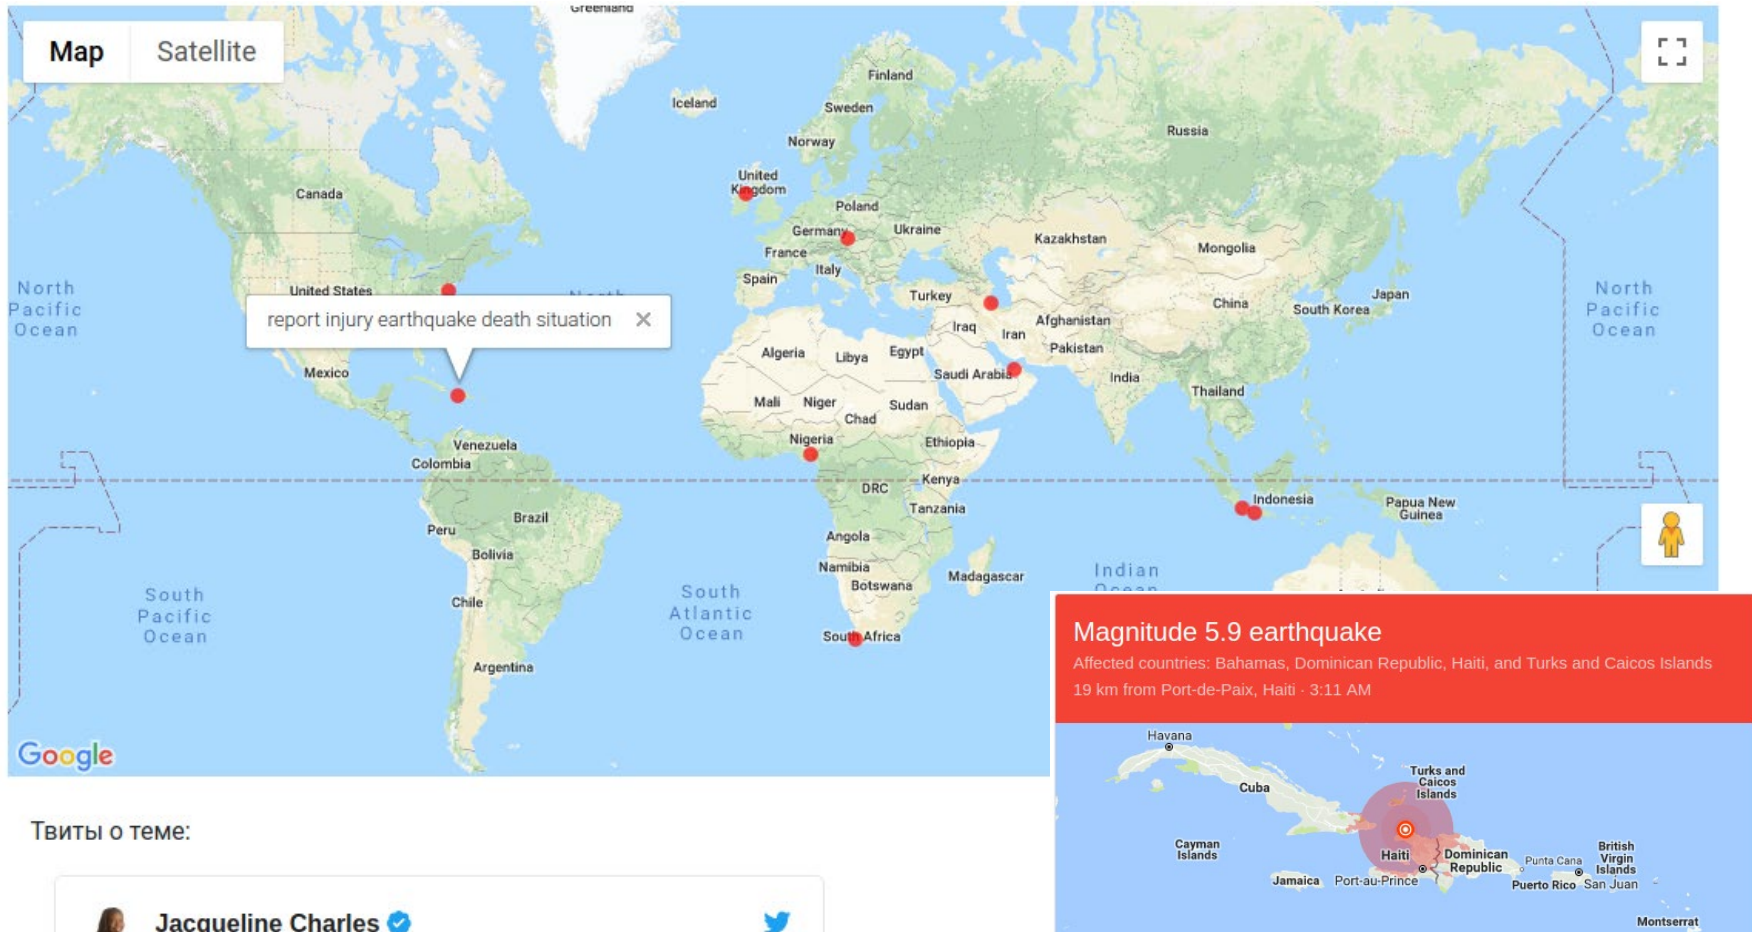 Greenland
Map
Satellite
Finland
Iceland
Sweden
Russia
Norway
United
Kingdom
Canada
Poland
Germany
Ukraine
Kazakhstan
Mongolia
France
Italy
Spain
North
Pacific
Ocean
United States
North
Turkey
China
Japan
South Korea
North
Pacific
Ocean
report injury earthquake death situation
Iraq
Iran
Afghanistan
Pakistan
Algeria
Libya
Egypt
Mexico
Saudi Arabia
India
Thailand
Mali
Niger
Chad
Sudan
Nigeria
Ethiopia
Venezuela
Colombia
DRC
Kenya
Indonesia
Papua New
Guinea
Tanzania
Brazil
Peru
Angola
Bolivia
Namibia
Botswana
Madagascar
Indian
Ocean
South
Pacific
Ocean
Chile
South
Atlantic
Ocean
South Africa
Argentina
Google
Magnitude 5.9 earthquake
Affected countries: Bahamas, Dominican Republic, Haiti, and Turks and Caicos Islands
19 km from Port-de-Paix, Haiti · 3:11 AM
Havana
Turks and
Caicos
Islands
Cuba
Cayman
Islands
Haiti
Dominican
Republic
Punta Cana
British
Virgin
Islands
Jamaica
Port-au-Prince
Puerto Rico
San Juan
Montserrat
Твиты о теме:
Jacqueline Charles